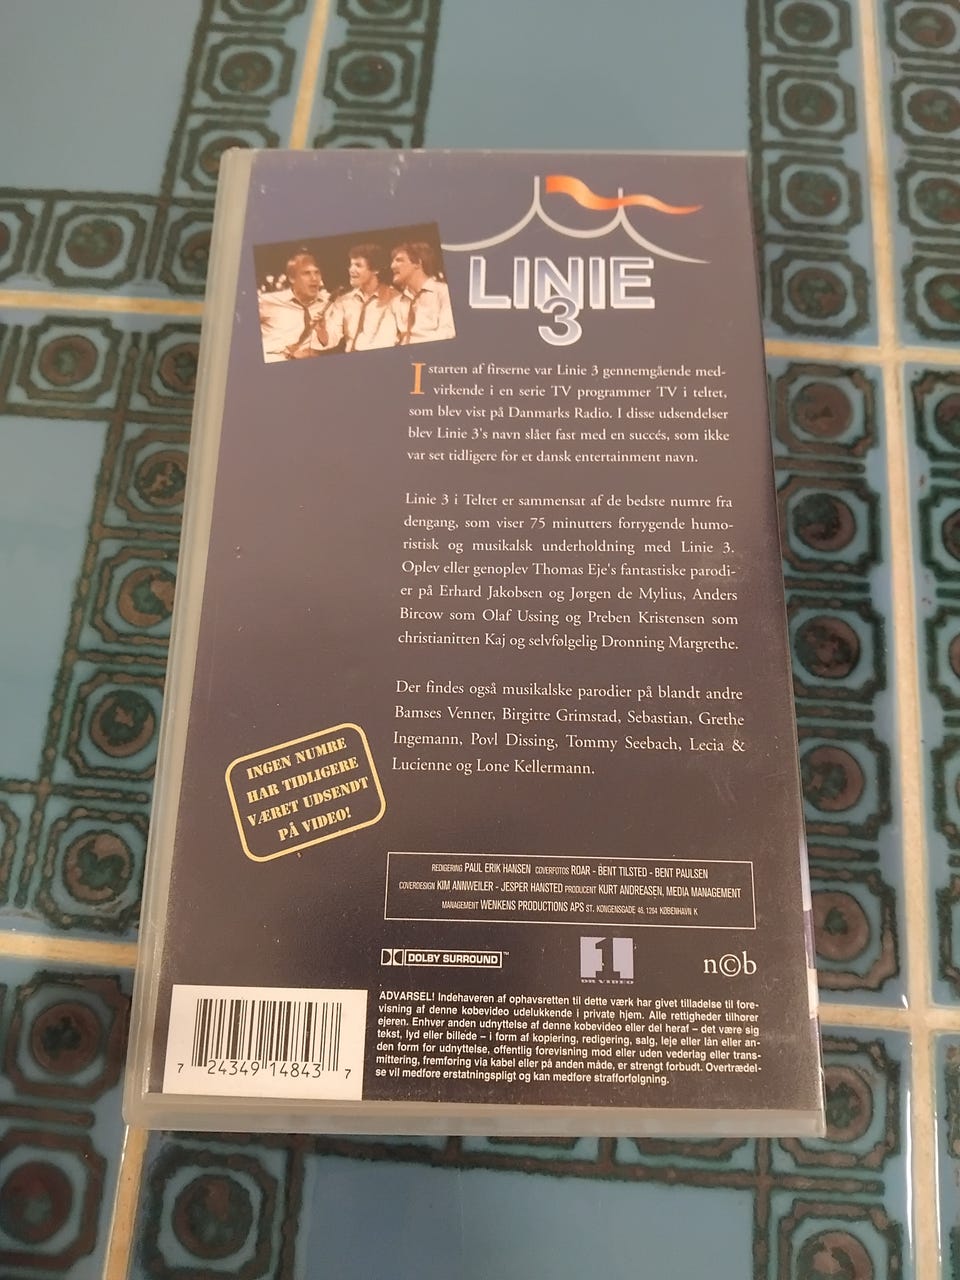 LINIE
3
I starten af firserne var Linie 3 gennemgående med-
virkende i en serie TV programmer TV i teltet,
som blev vist på Danmarks Radio. I disse udsendelser
blev Linie 3's navn slået fast med en succés, som ikke
var set tidligere for et dansk entertainment navn.
Linie 3 i Teltet er sammensat af de bedste numre fra
dengang, som viser 75 minutters forrygende humo-
ristisk og musikalsk underholdning med Linie 3.
Oplev eller genoplev Thomas Eje's fantastiske parodi-
er på Erhard Jakobsen og Jørgen de Mylius, Anders
Bircow som Olaf Ussing og Preben Kristensen som
christianitten Kaj og selvfølgelig Dronning Margrethe.
Der findes også musikalske parodier på blandt andre
Bamses Venner, Birgitte Grimstad, Sebastian, Grethe
Ingemann, Povl Dissing, Tommy Seebach, Lecia &
Lucienne og Lone Kellermann.
INGEN NUMRE
HAR TIDLIGERE
VÆRET UDSENDT
PÅ VIDEO!
REDIGERING PAUL ERIK HANSEN COVERFOTOS ROAR - BENT TILSTED - BENT PAULSEN
COVERDESIGN KIM ANNWEILER - JESPER HANSTED PRODUCENT KURT ANDREASEN, MEDIA MANAGEMENT
MANAGEMENT WENKENS PRODUCTIONS APS ST. KONGENSGADE 46, 1264 KØBENHAVN K
DOLBY SURROUND™
1
DR VIDEO
n©b
ADVARSEL! Indehaveren af ophavsretten til dette værk har givet tilladelse til fore-
visning af denne købevideo udelukkende i private hjem. Alle rettigheder tilhører
ejeren. Enhver anden udnyttelse af denne købevideo eller del heraf – det være sig
tekst, lyd eller billede – i form af kopiering, redigering, salg, leje eller lån eller an-
den form for udnyttelse, offentlig forevisning mod eller uden vederlag eller trans-
mittering, fremføring via kabel eller på anden måde, er strengt forbudt. Overtrædel-
se vil medføre erstatningspligt og kan medføre strafforfølgning.
7 24349 14843 7